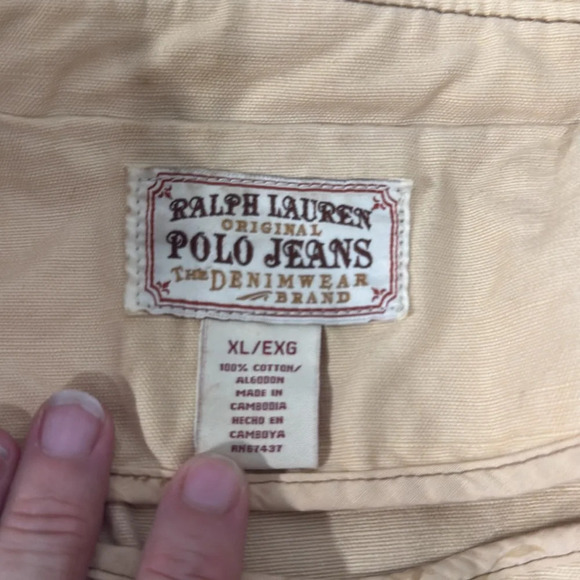 RALPH LAUREN
ORIGINAL
POLO JEANS
THE DENIMWEAR
BRAND
XL/EXG
100% COTTON/
ALGODON
MADE IN
CAMBODIA
HECHO EN
CAMBOYA
RN67437